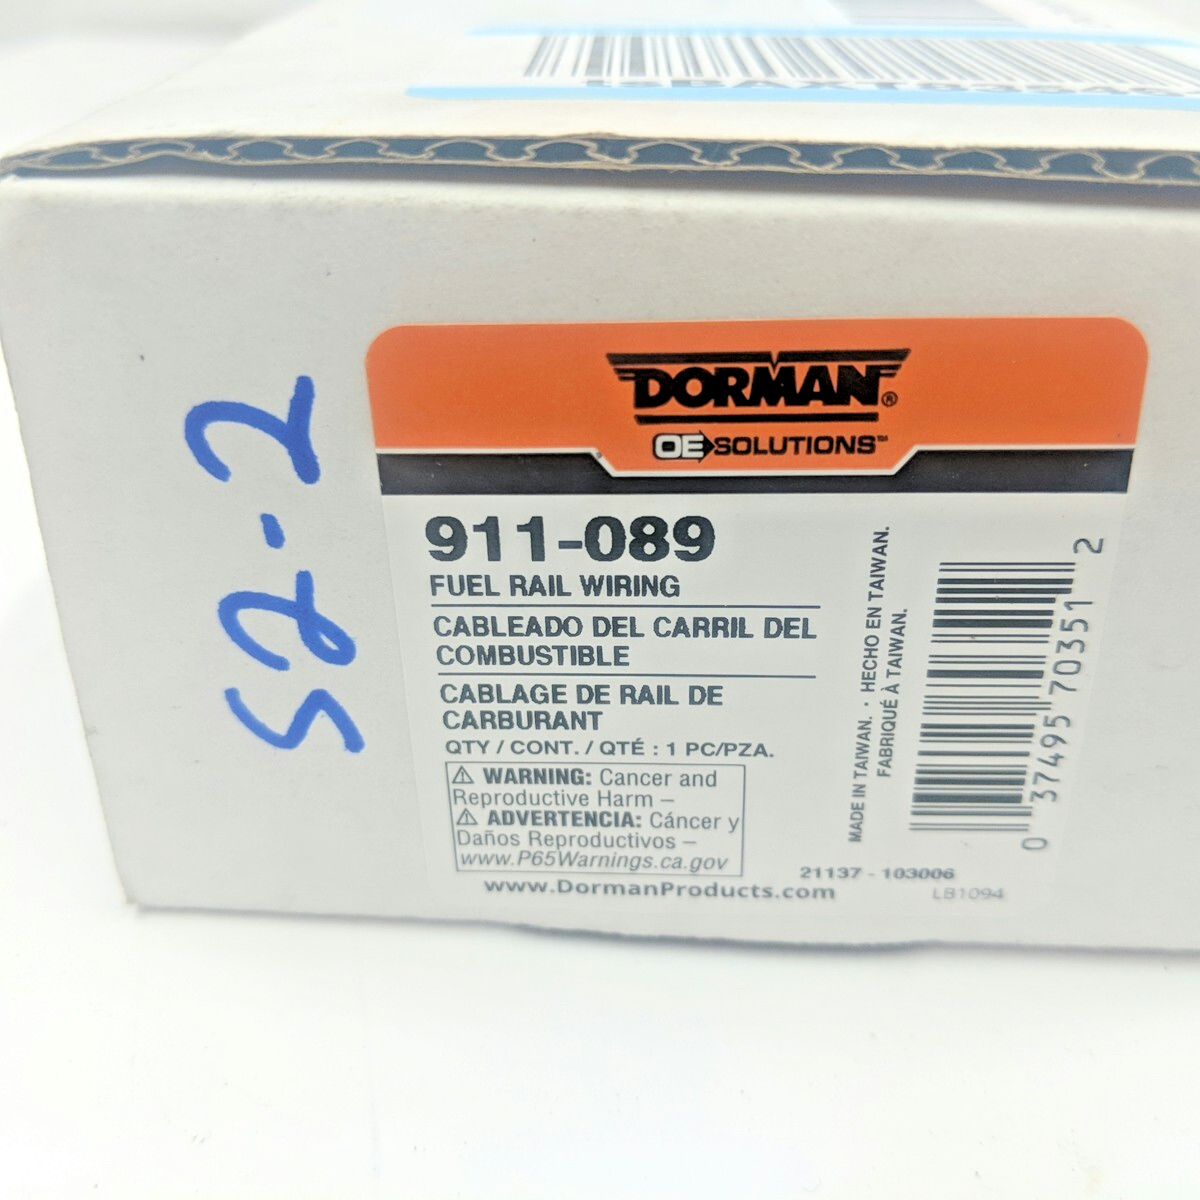 DORMAN®
OE SOLUTIONS™
911-089
FUEL RAIL WIRING
CABLEADO DEL CARRIL DEL
COMBUSTIBLE
CABLAGE DE RAIL DE
CARBURANT
QTY / CONT. / QTÉ : 1 PC/PZA.
⚠ WARNING: Cancer and
Reproductive Harm –
⚠ ADVERTENCIA: Cáncer y
Daños Reproductivos –
www.P65Warnings.ca.gov
www.DormanProducts.com
MADE IN TAIWAN. · HECHO EN TAIWAN.
FABRIQUÉ À TAIWAN.
0 37495 70351 2
21137 - 103006
LB1094
S2-2